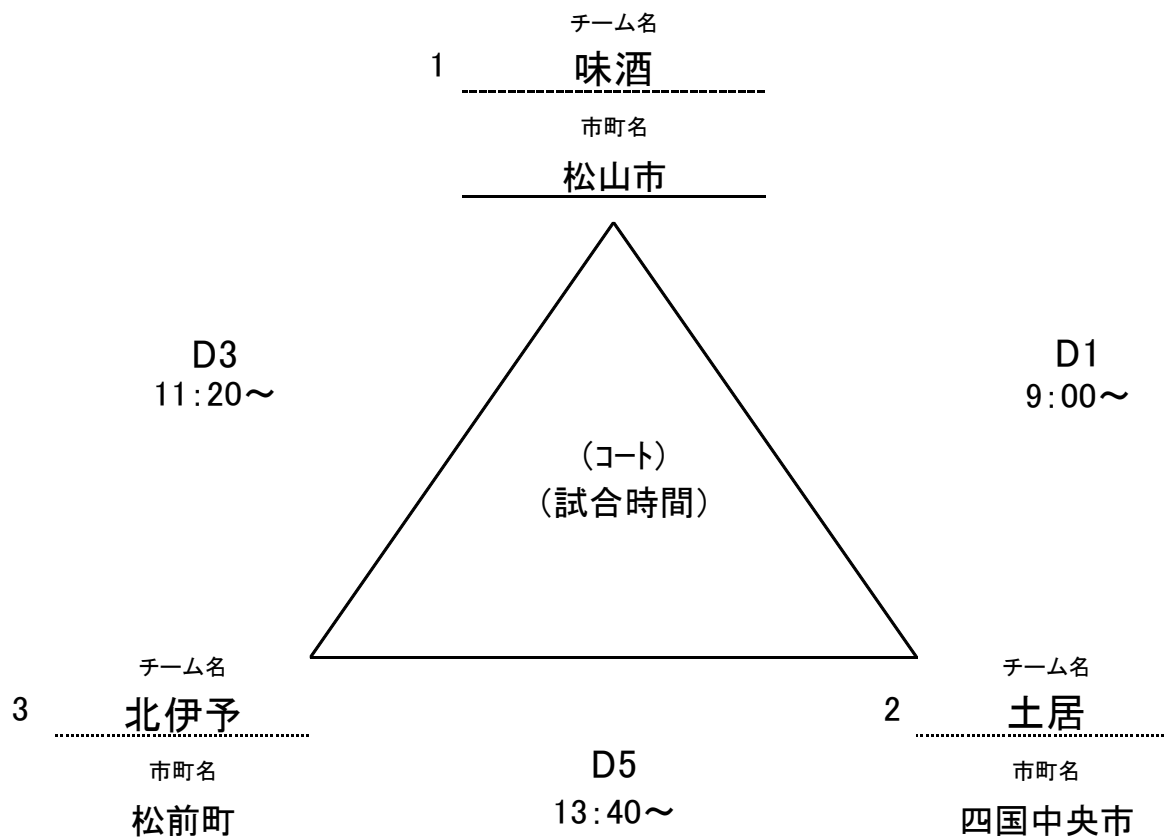 チーム名
1
味酒
市町名
松山市
D3
11:20～
D1
9:00～
（コート）
（試合時間）
チーム名
3
北伊予
市町名
松前町
D5
13:40～
チーム名
2
土居
市町名
四国中央市